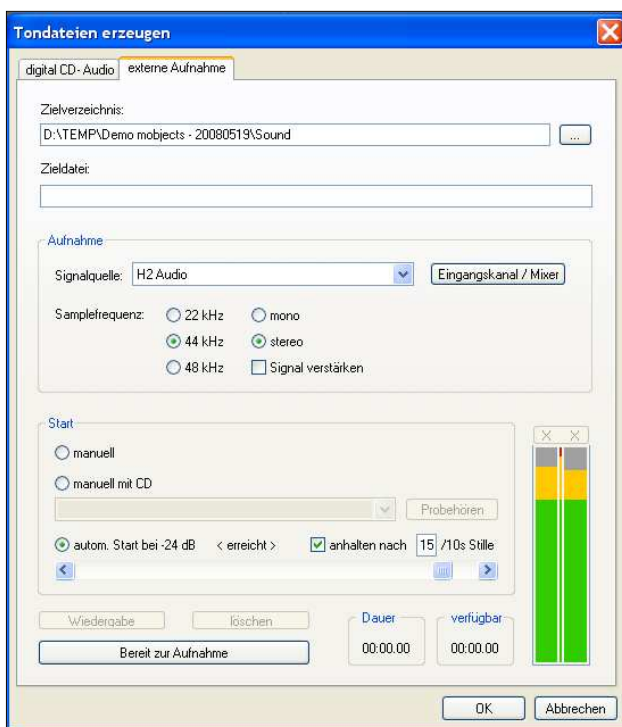 Tondateien erzeugen
digital CD-Audio externe Aufnahme
Zielverzeichnis:
D:\TEMP\Demo mobjects - 20080519\Sound
...
Zieldatei:
Aufnahme
Signalquelle: H2 Audio Eingangskanal / Mixer
Samplefrequenz: 22 kHz mono
44 kHz stereo
48 kHz Signal verstärken
Start
manuell
manuell mit CD
Probehören
autom. Start bei -24 dB < erreicht > anhalten nach 15 /10s Stille
Wiedergabe löschen
Bereit zur Aufnahme
Dauer verfügbar
00:00.00 00:00.00
X X
OK Abbrechen